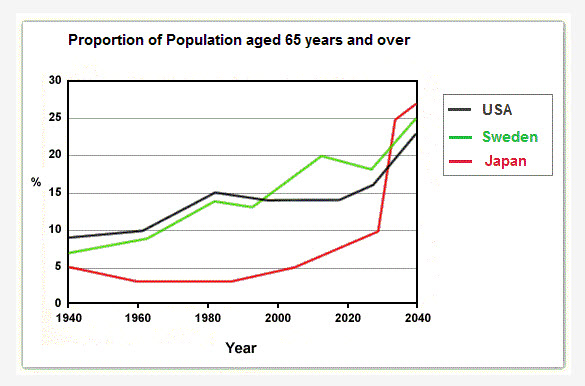 Proportion of Population aged 65 years and over
30
25
20
%
15
10
5
0
1940 1960 1980 2000 2020 2040
Year
USA
Sweden
Japan